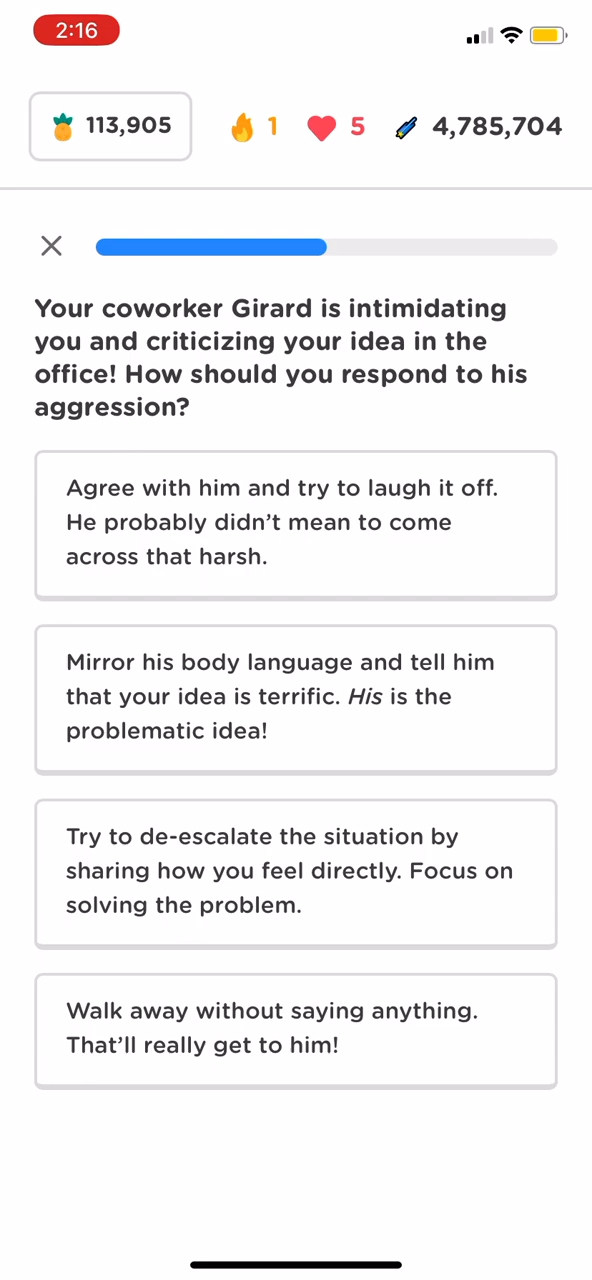 2:16
113,905 1 5 4,785,704
Your coworker Girard is intimidating
you and criticizing your idea in the
office! How should you respond to his
aggression?
Agree with him and try to laugh it off.
He probably didn’t mean to come
across that harsh.
Mirror his body language and tell him
that your idea is terrific. His is the
problematic idea!
Try to de-escalate the situation by
sharing how you feel directly. Focus on
solving the problem.
Walk away without saying anything.
That’ll really get to him!